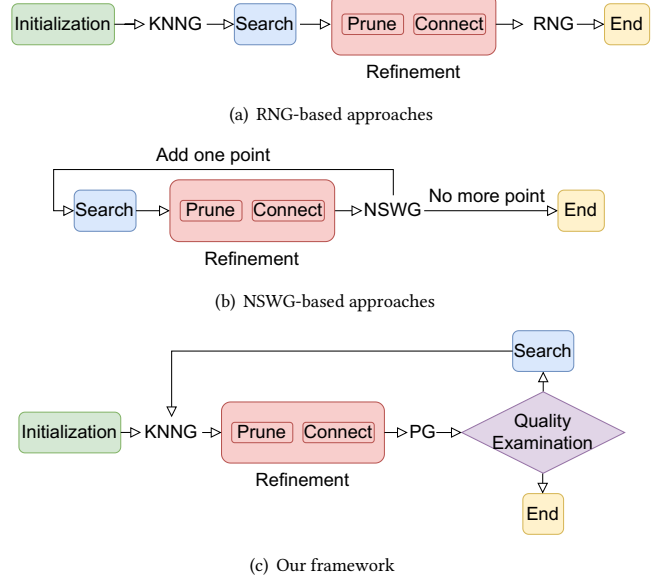 Initialization KNNG Search Prune Connect RNG End
Refinement
(a) RNG-based approaches
Add one point
Search Prune Connect NSWG No more point End
Refinement
(b) NSWG-based approaches
Search
Initialization KNNG Prune Connect PG Quality
Examination
Refinement
End
(c) Our framework